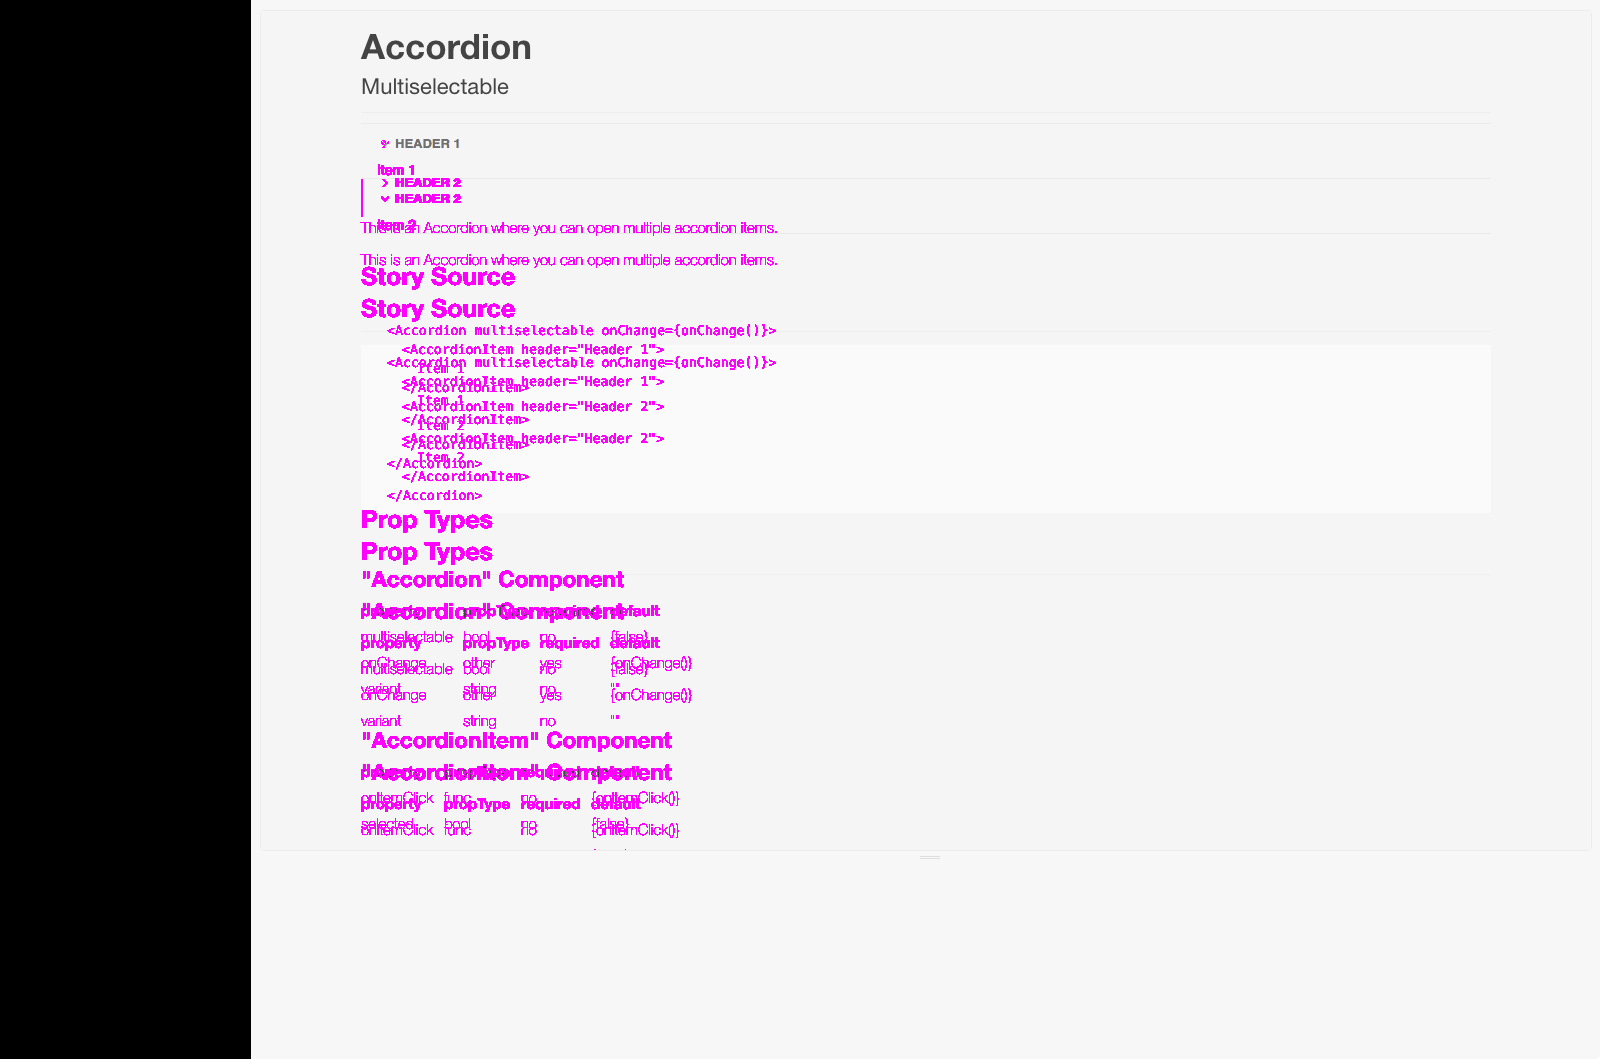 Accordion
Multiselectable
HEADER 1
Item 1
HEADER 2
HEADER 2
Item 2
This is an Accordion where you can open multiple accordion items.
This is an Accordion where you can open multiple accordion items.
Story Source
Story Source
<Accordion multiselectable onChange={onChange()}>
<AccordionItem header="Header 1">
<Accordion multiselectable onChange={onChange()}>
Item 1
<AccordionItem header="Header 1">
</AccordionItem>
Item 1
<AccordionItem header="Header 2">
</AccordionItem>
Item 2
<AccordionItem header="Header 2">
</AccordionItem>
Item 2
</Accordion>
</AccordionItem>
</Accordion>
Prop Types
Prop Types
"Accordion" Component
"Accordion" Component
property propType required default
multiselectable bool no {false}
property propType required default
onChange other yes {onChange()}
multiselectable bool no {false}
variant string no ""
onChange other yes {onChange()}
variant string no ""
"AccordionItem" Component
"AccordionItem" Component
property propType required default
onItemClick func no {onItemClick()}
property propType required default
selected bool no {false}
onItemClick func no {onItemClick()}